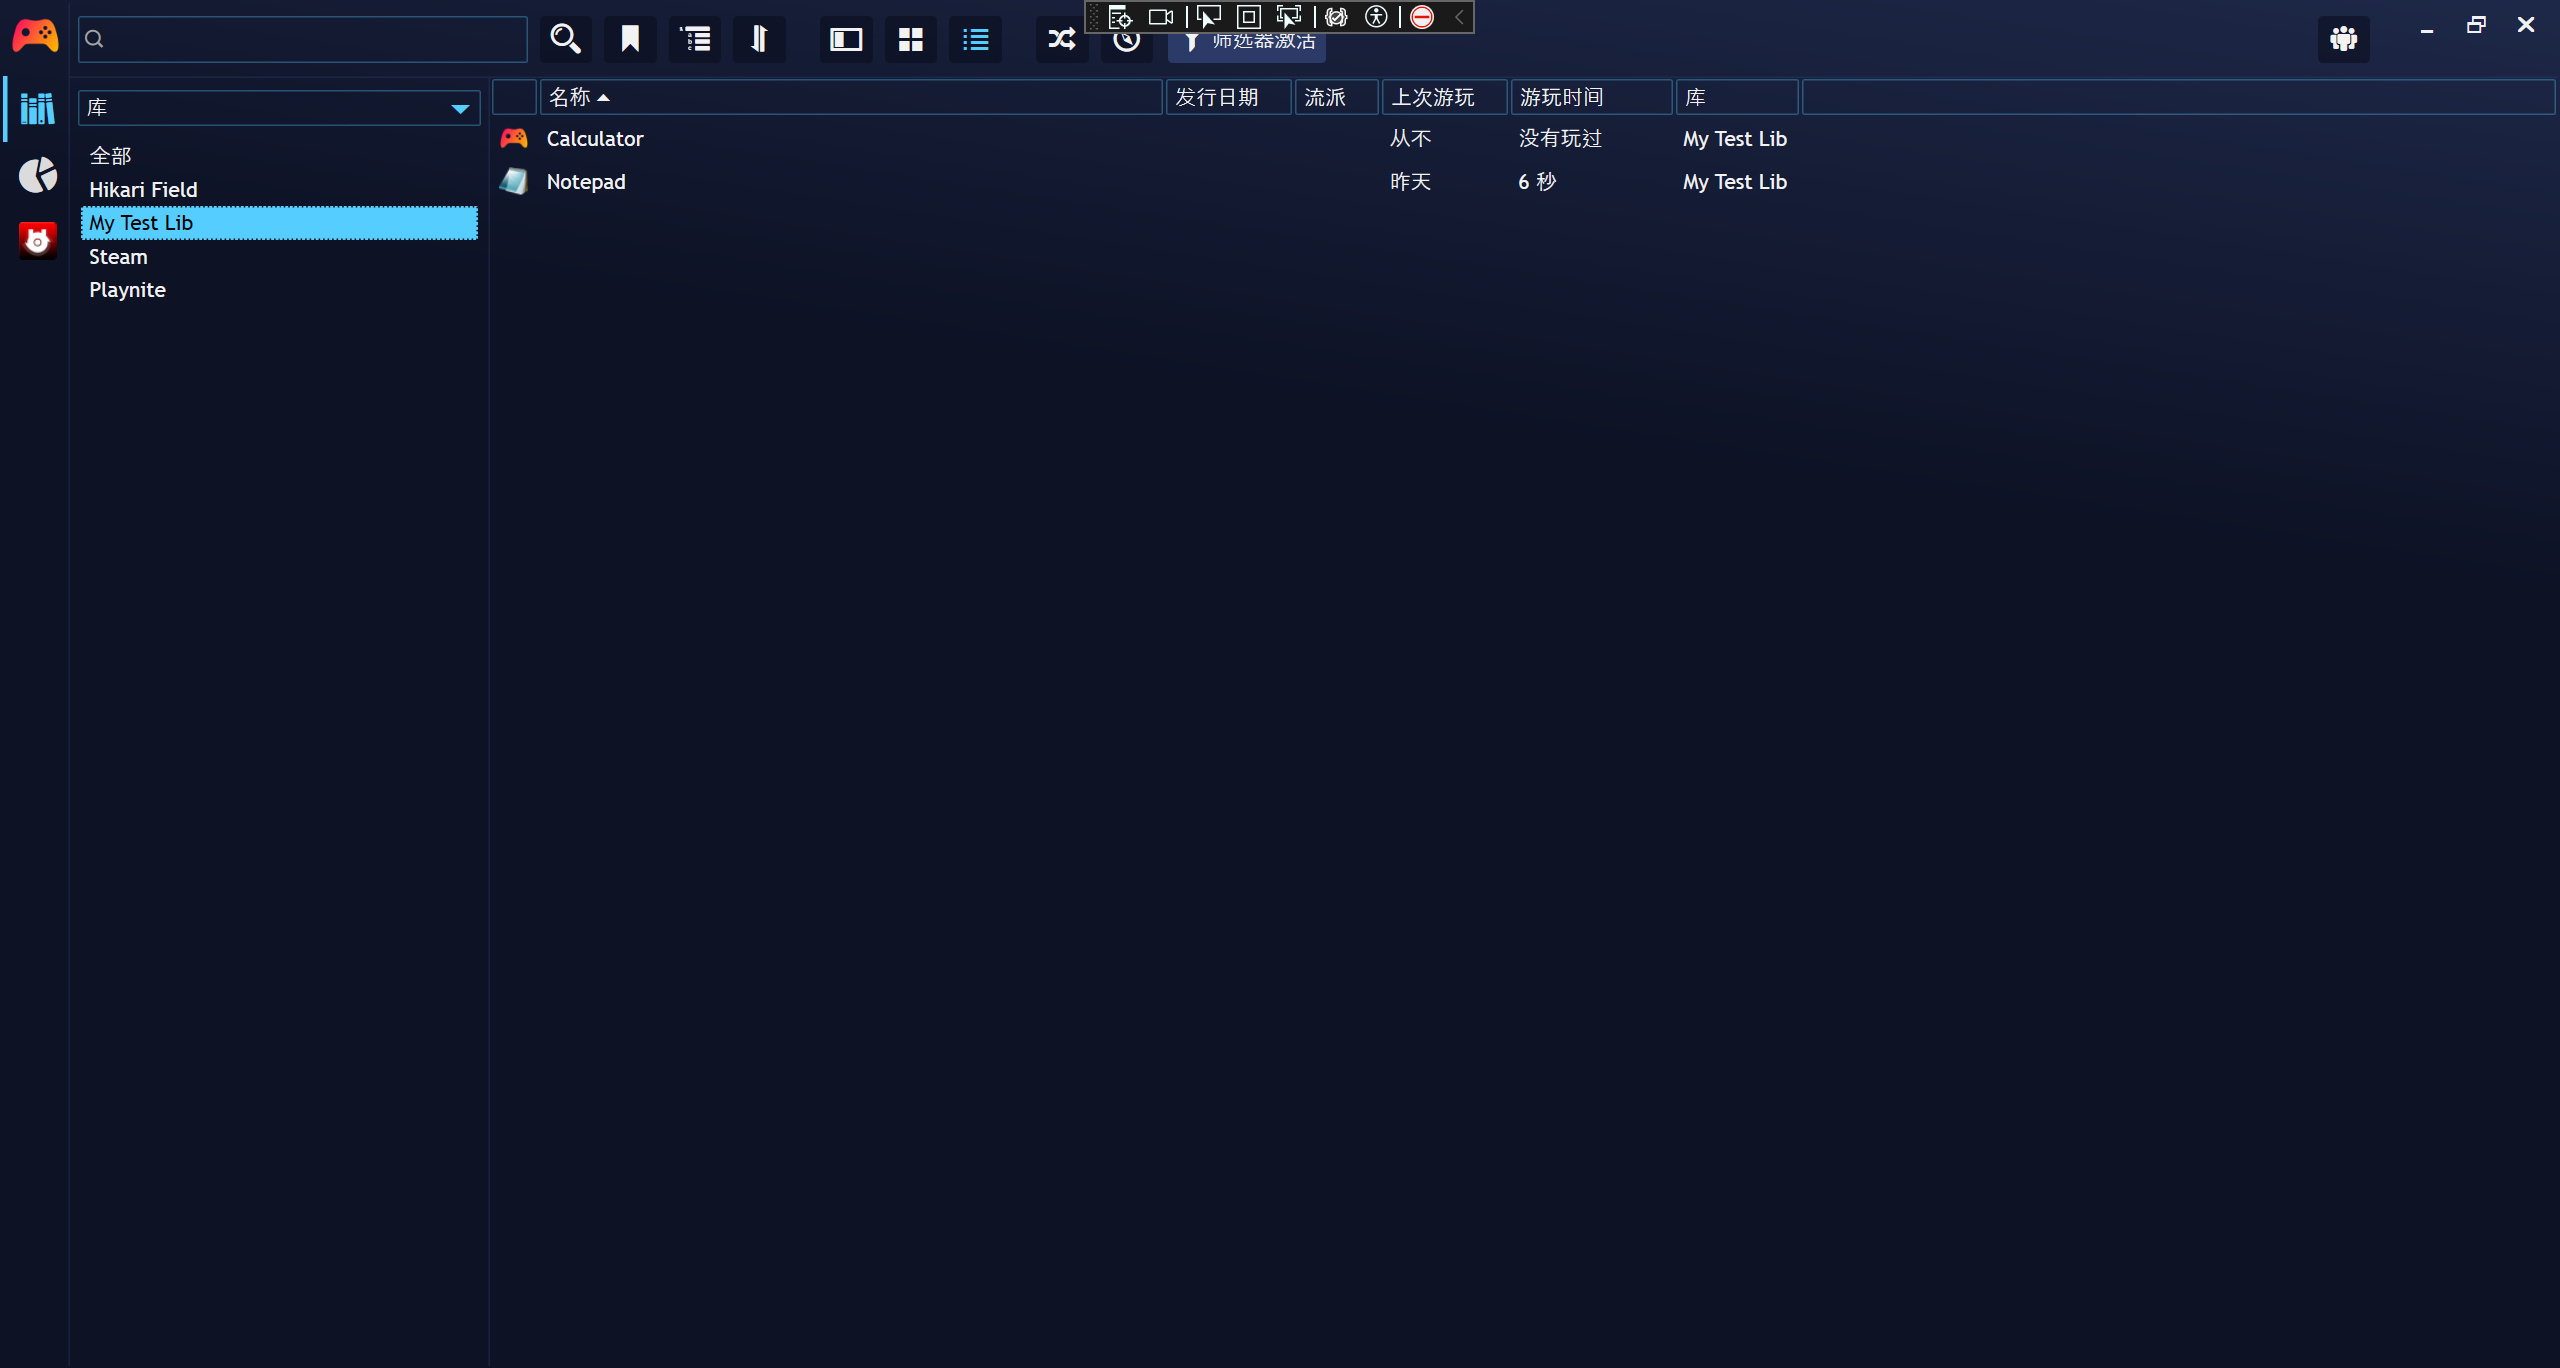 筛选器激活
库
全部
Hikari Field
My Test Lib
Steam
Playnite
名称 发行日期 流派 上次游玩 游玩时间 库
Calculator 从不 没有玩过 My Test Lib
Notepad 昨天 6 秒 My Test Lib